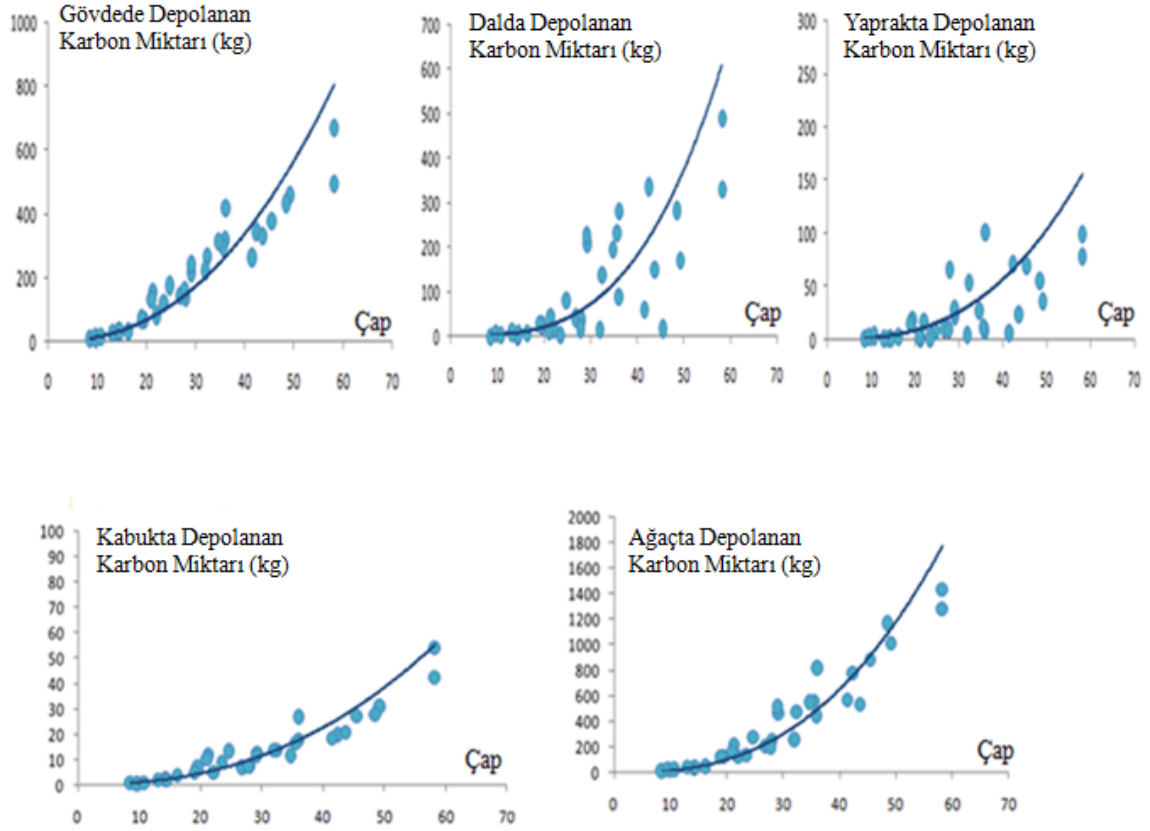 Gövdede Depolanan
Karbon Miktarı (kg)
1000
800
600
400
200
0
0 10 20 30 40 50 60 70
Çap
Dalda Depolanan
Karbon Miktarı (kg)
700
600
500
400
300
200
100
0
0 10 20 30 40 50 60 70
Çap
Yaprakta Depolanan
Karbon Miktarı (kg)
300
250
200
150
100
50
0
0 10 20 30 40 50 60 70
Çap
Kabukta Depolanan
Karbon Miktarı (kg)
100
90
80
70
60
50
40
30
20
10
0
0 10 20 30 40 50 60 70
Çap
Ağaçta Depolanan
Karbon Miktarı (kg)
2000
1800
1600
1400
1200
1000
800
600
400
200
0
0 10 20 30 40 50 60 70
Çap